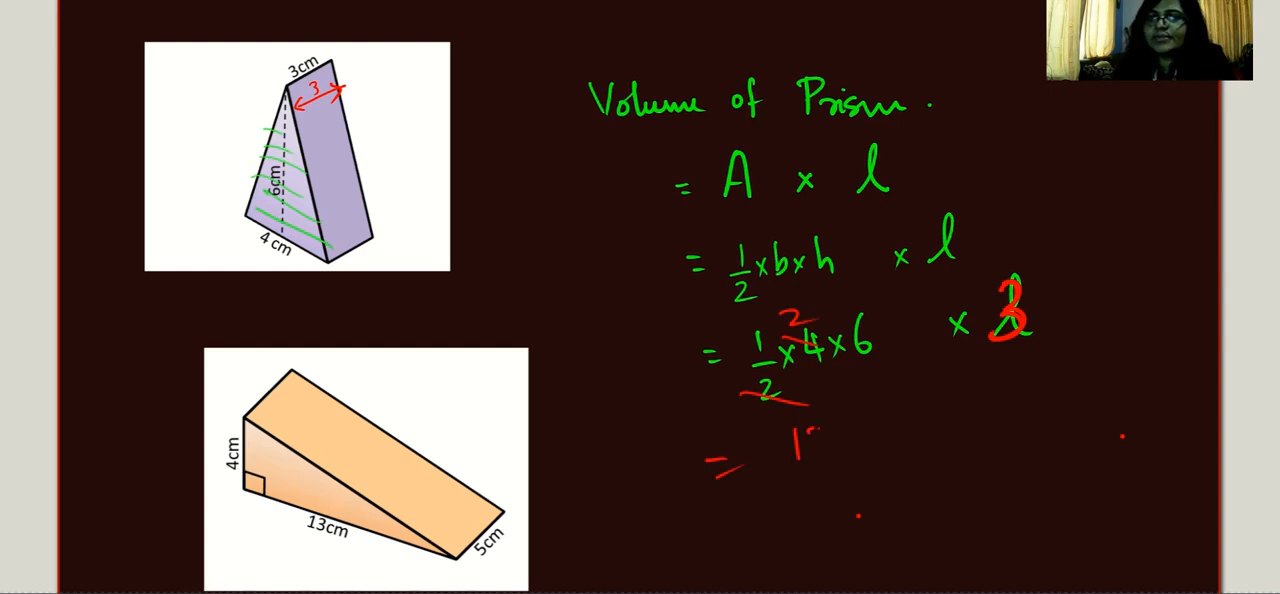 3cm
3
6cm
4 cm
Volume of Prism.
= A × l
= 1/2 × b × h × l
2
= 1/2 × 4 × 6 × 3
= 1
4cm
13cm
5cm